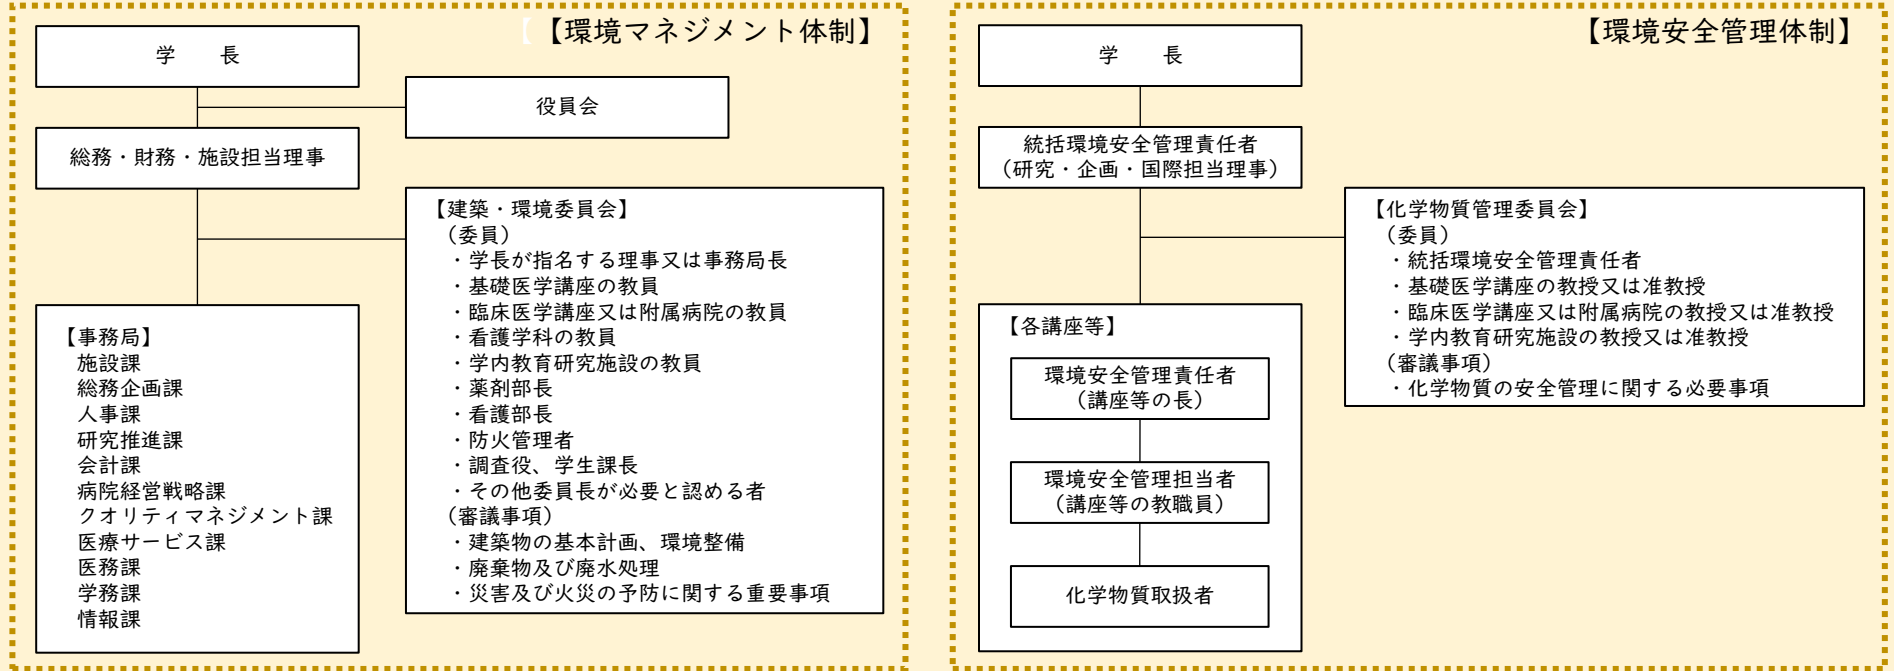 【環境マネジメント体制】
学　長
役員会
総務・財務・施設担当理事
【建築・環境委員会】
（委員）
・学長が指名する理事又は事務局長
・基礎医学講座の教員
・臨床医学講座又は附属病院の教員
・看護学科の教員
・学内教育研究施設の教員
・薬剤部長
・看護部長
・防火管理者
・調査役、学生課長
・その他委員長が必要と認める者
（審議事項）
・建築物の基本計画、環境整備
・廃棄物及び廃水処理
・災害及び火災の予防に関する重要事項
【事務局】
施設課
総務企画課
人事課
研究推進課
会計課
病院経営戦略課
クオリティマネジメント課
医療サービス課
医務課
学務課
情報課
【環境安全管理体制】
学　長
統括環境安全管理責任者
（研究・企画・国際担当理事）
【化学物質管理委員会】
（委員）
・統括環境安全管理責任者
・基礎医学講座の教授又は准教授
・臨床医学講座又は附属病院の教授又は准教授
・学内教育研究施設の教授又は准教授
（審議事項）
・化学物質の安全管理に関する必要事項
【各講座等】
環境安全管理責任者
（講座等の長）
環境安全管理担当者
（講座等の教職員）
化学物質取扱者